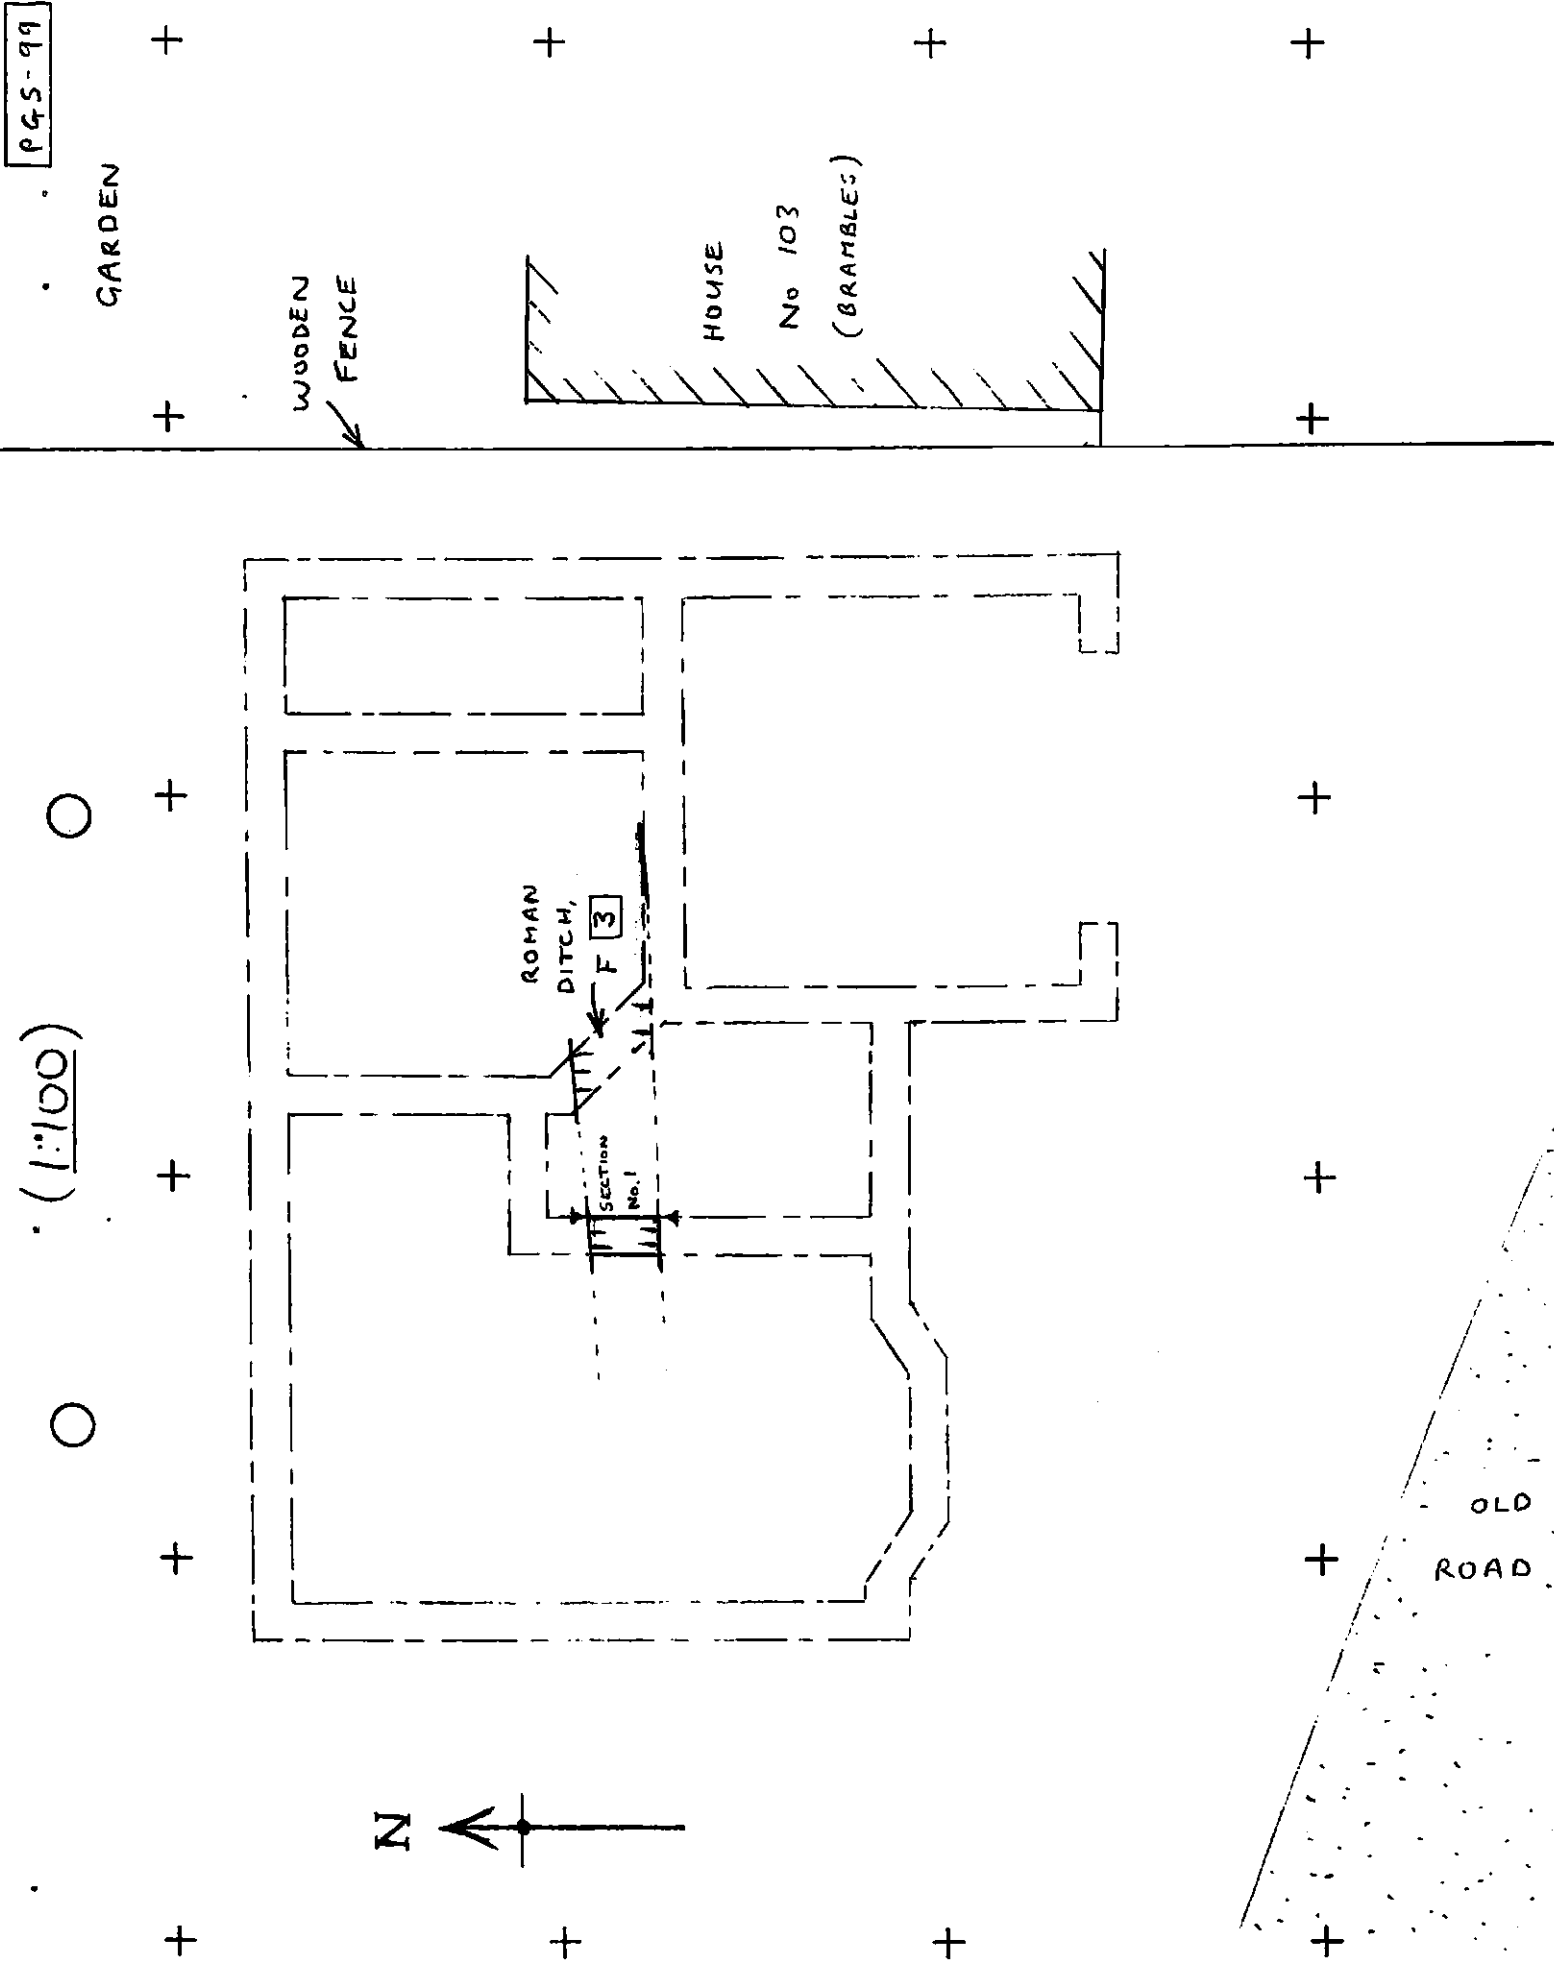 PGS-99
GARDEN
WOODEN
FENCE
HOUSE
No 103
(BRAMBLES)
(1:100)
ROMAN
DITCH,
F 3
SECTION
No.1
N
OLD
ROAD